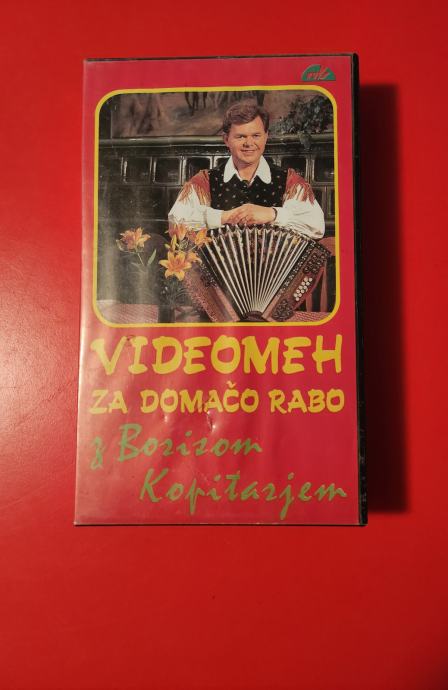 VIDEOMEH
ZA DOMAČO RABO
z Borisom
Kopitarjem